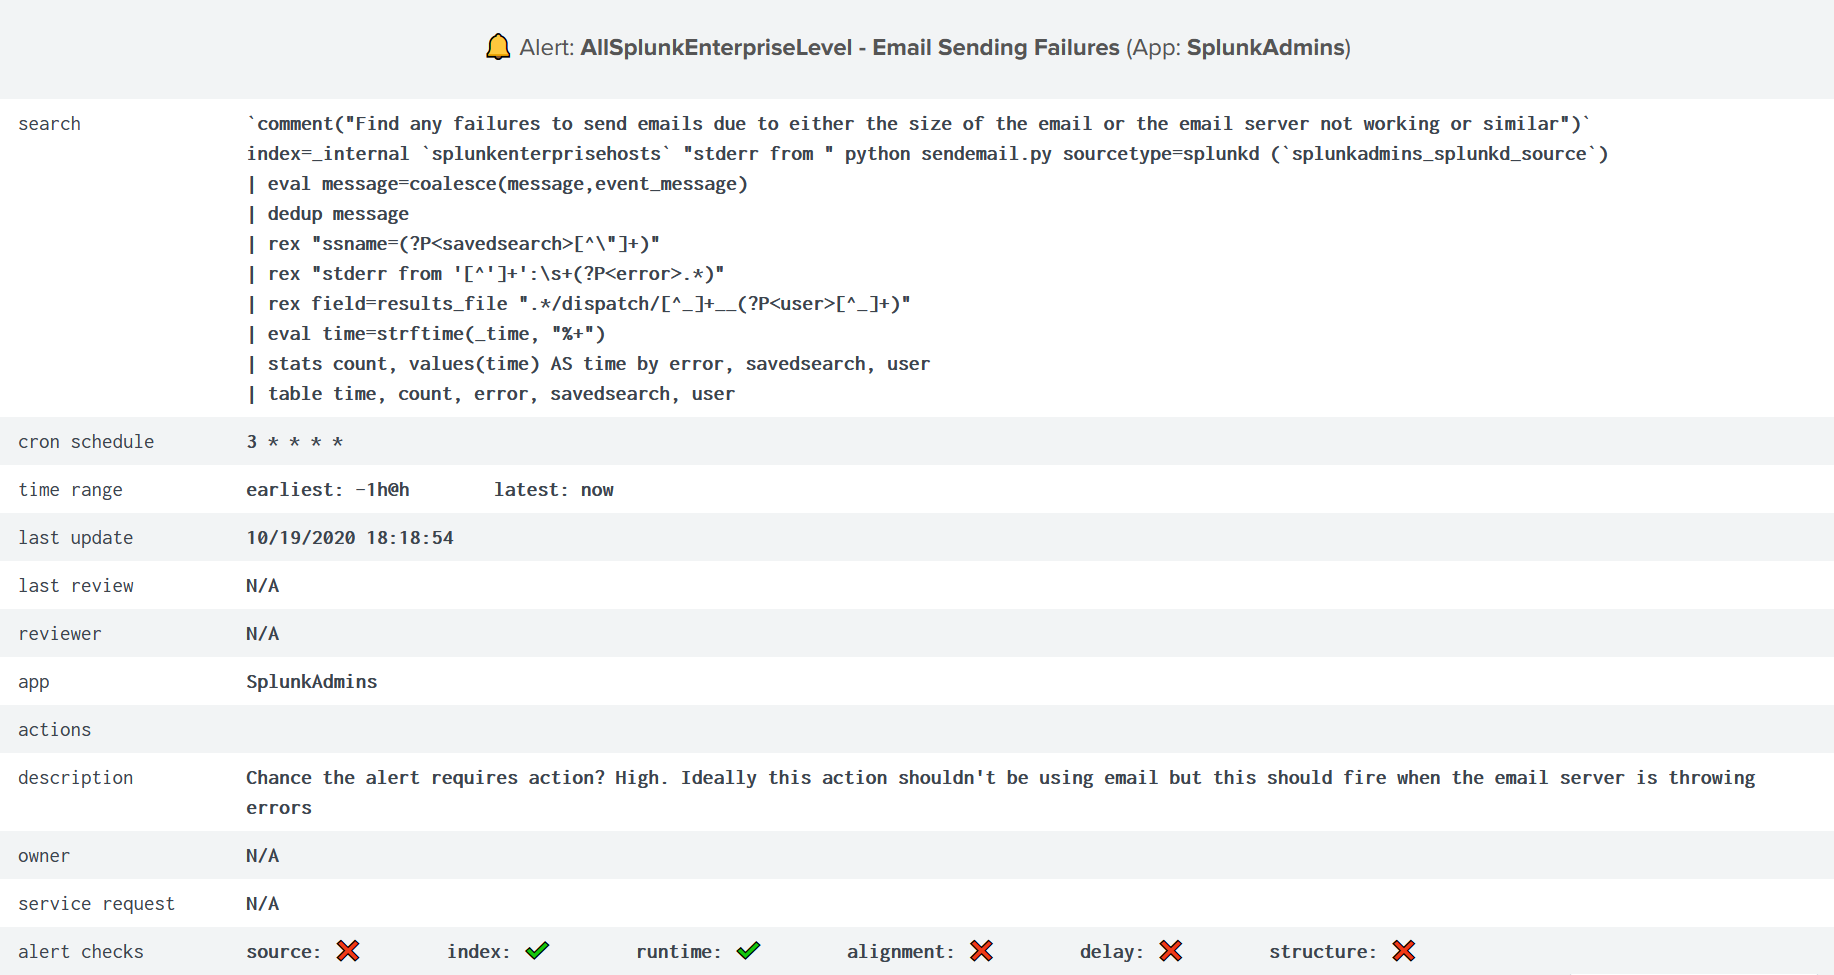 Alert: AllSplunkEnterpriseLevel - Email Sending Failures (App: SplunkAdmins)
search
`comment("Find any failures to send emails due to either the size of the email or the email server not working or similar")`
index=_internal `splunkenterprisehosts` "stderr from " python sendemail.py sourcetype=splunkd (`splunkadmins_splunkd_source`)
| eval message=coalesce(message,event_message)
| dedup message
| rex "ssname=(?P<savedsearch>[^\"]+)"
| rex "stderr from '[^']+':\s+(?P<error>.*)"
| rex field=results_file ".*/dispatch/[^_]+__(?P<user>[^_]+)"
| eval time=strftime(_time, "%+")
| stats count, values(time) AS time by error, savedsearch, user
| table time, count, error, savedsearch, user
cron schedule 3 * * * *
time range earliest: -1h@h latest: now
last update 10/19/2020 18:18:54
last review N/A
reviewer N/A
app SplunkAdmins
actions
description Chance the alert requires action? High. Ideally this action shouldn't be using email but this should fire when the email server is throwing
errors
owner N/A
service request N/A
alert checks source: index: runtime: alignment: delay: structure: